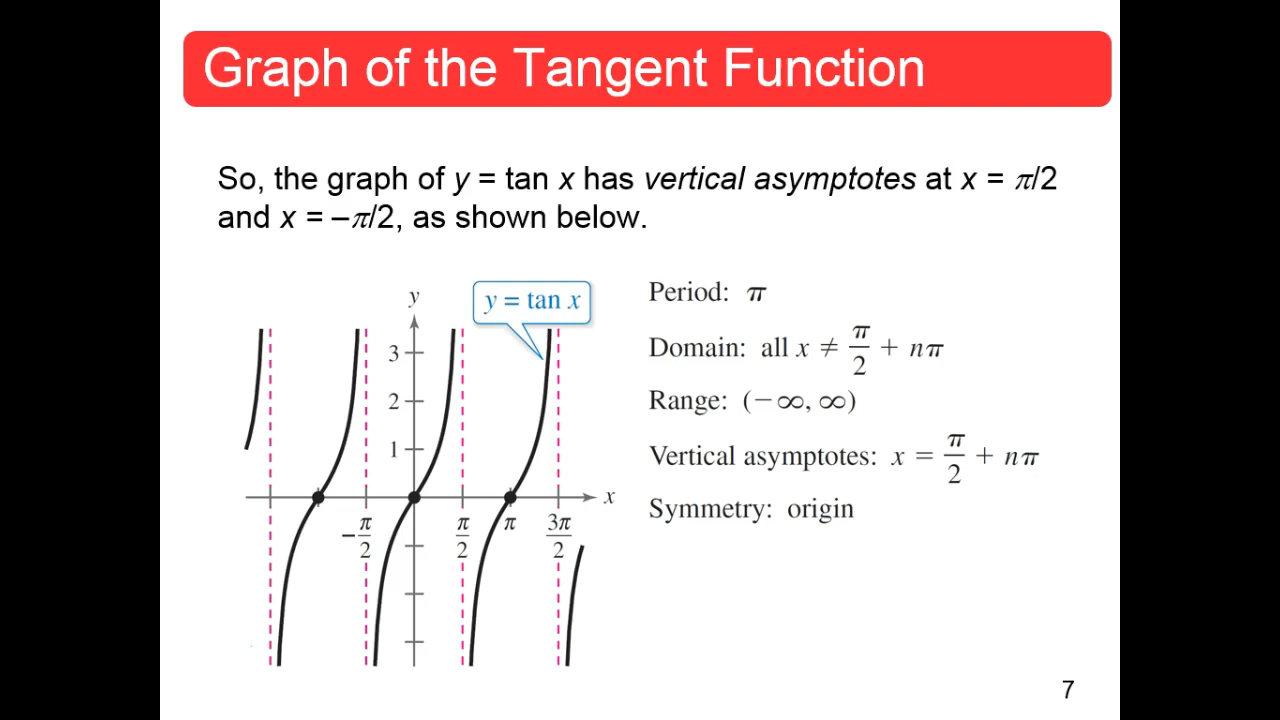 Graph of the Tangent Function
So, the graph of y = tan x has vertical asymptotes at x = π/2
and x = –π/2, as shown below.
y
y = tan x
3
2
1
x
−π/2
π/2
π
3π/2
Period: π
Domain: all x ≠ π/2 + nπ
Range: (−∞, ∞)
Vertical asymptotes: x = π/2 + nπ
Symmetry: origin
7